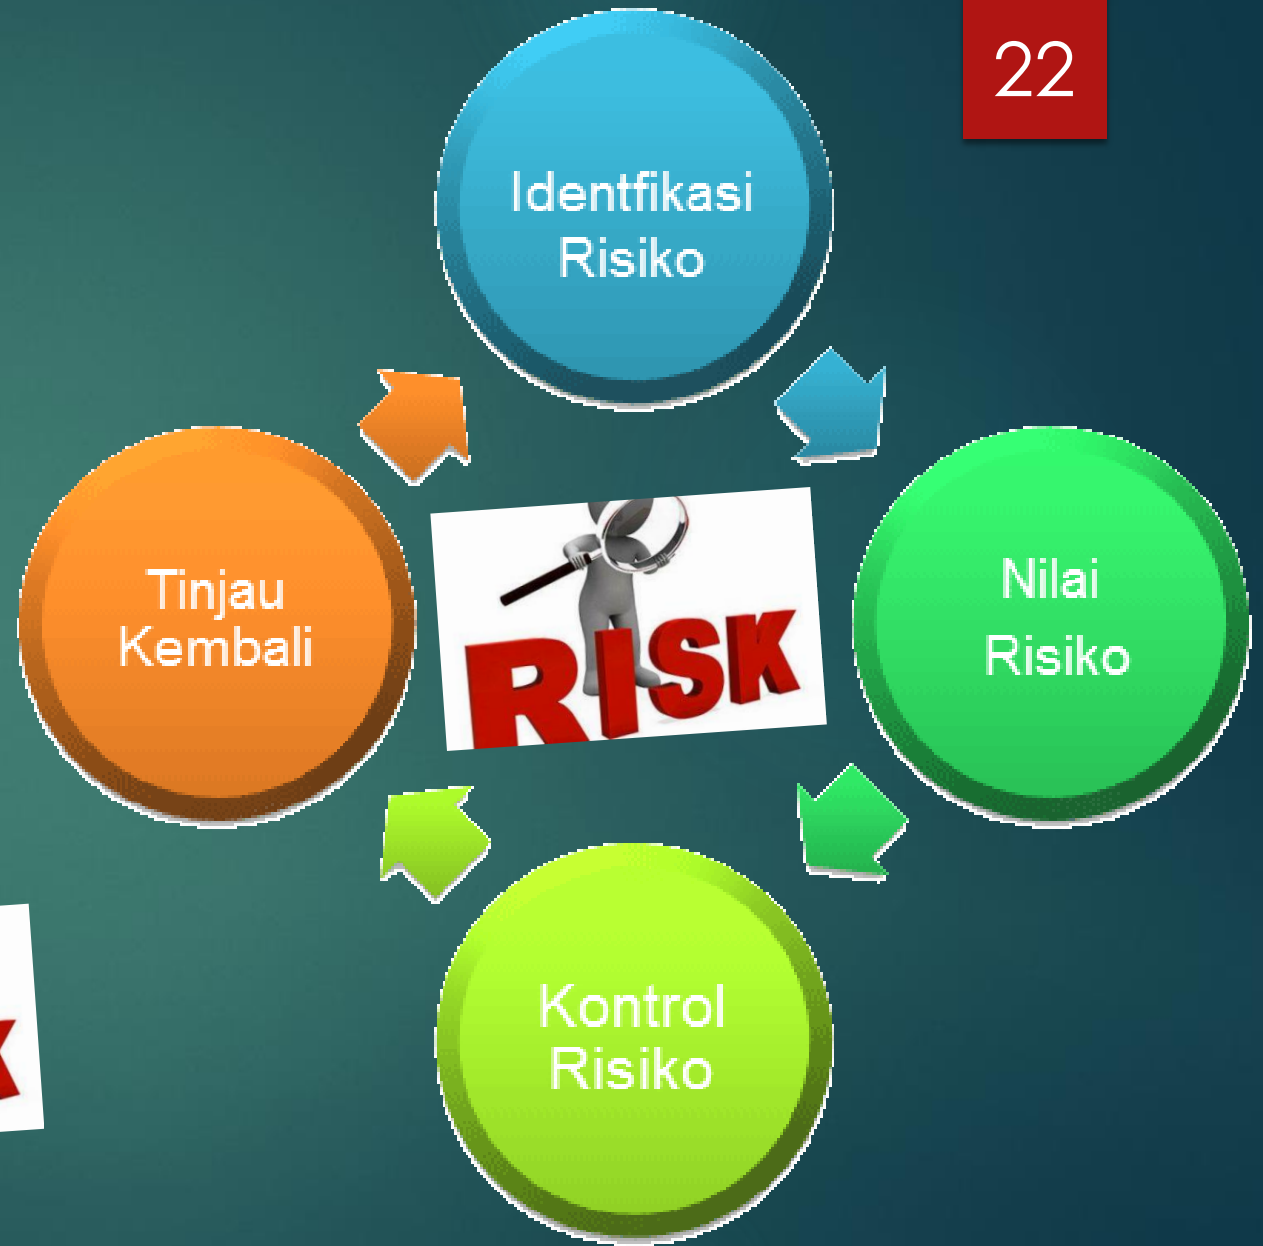 22
Identfikasi
Risiko
Tinjau
Kembali
RISK
Nilai
Risiko
Kontrol
Risiko
K